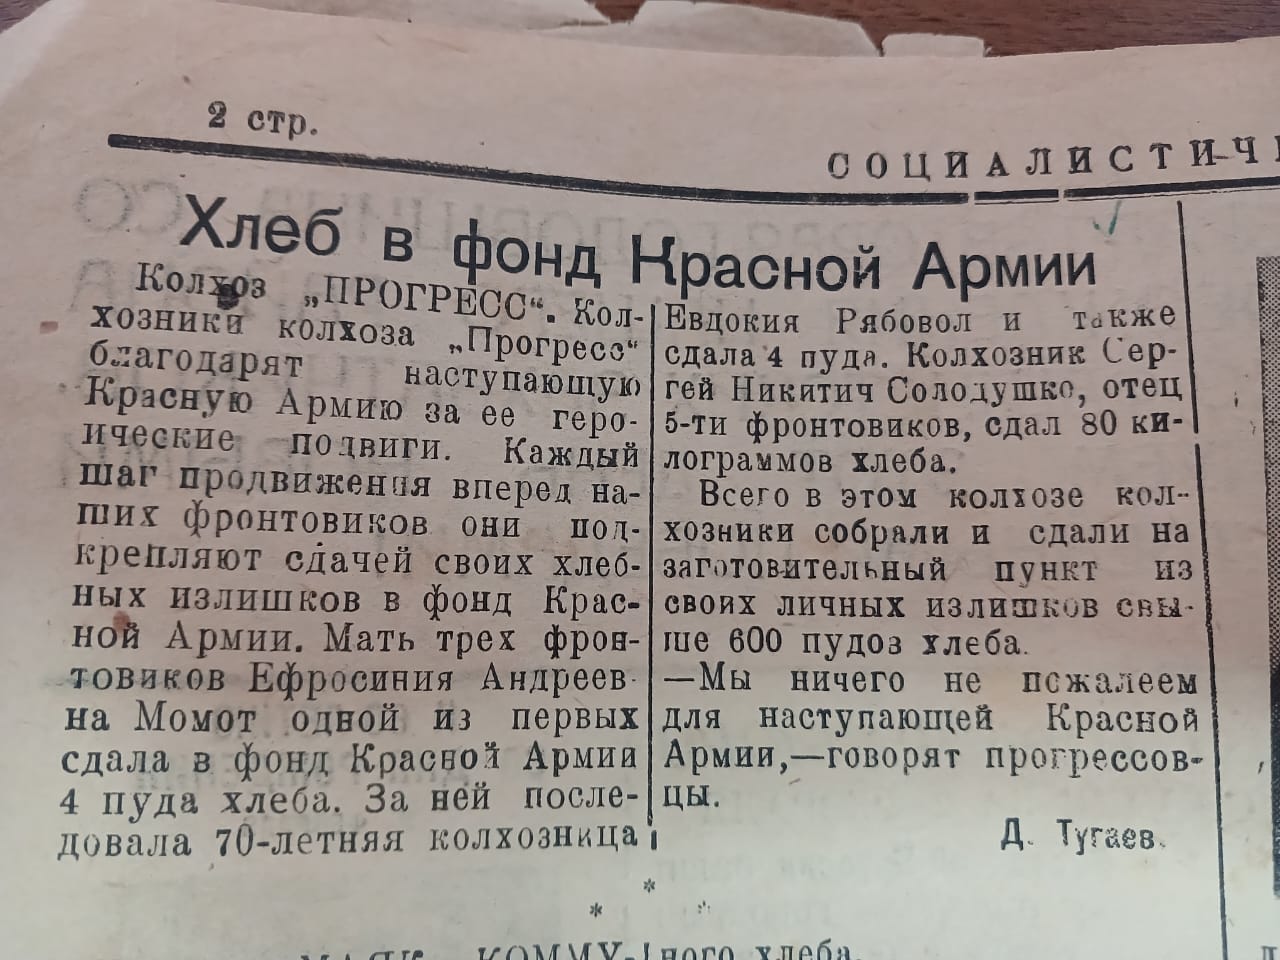 2 стр.
СОЦИАЛИСТИЧ
Хлеб в фонд Красной Армии
Колхоз „ПРОГРЕСС“. Кол-
хозники колхоза „Прогресс“
благодарят наступающую
Красную Армию за ее геро-
ические подвиги. Каждый
шаг продвижения вперед на-
ших фронтовиков они под-
крепляют сдачей своих хлеб-
ных излишков в фонд Крас-
ной Армии. Мать трех фрон-
товиков Ефросиния Андреев-
на Момот одной из первых
сдала в фонд Красной Армии
4 пуда хлеба. За ней после-
довала 70-летняя колхозница
Евдокия Рябовол и также
сдала 4 пуда. Колхозник Сер-
гей Никитич Солодушко, отец
5-ти фронтовиков, сдал 80 ки-
лограммов хлеба.
Всего в этом колхозе кол-
хозники собрали и сдали на
заготовительный пункт из
своих личных излишков свы-
ше 600 пудоз хлеба.
—Мы ничего не пожалеем
для наступающей Красной
Армии,—говорят прогрессов-
цы.
Д. Тугаев.
* * *
КОММУ-
ного хлеба.